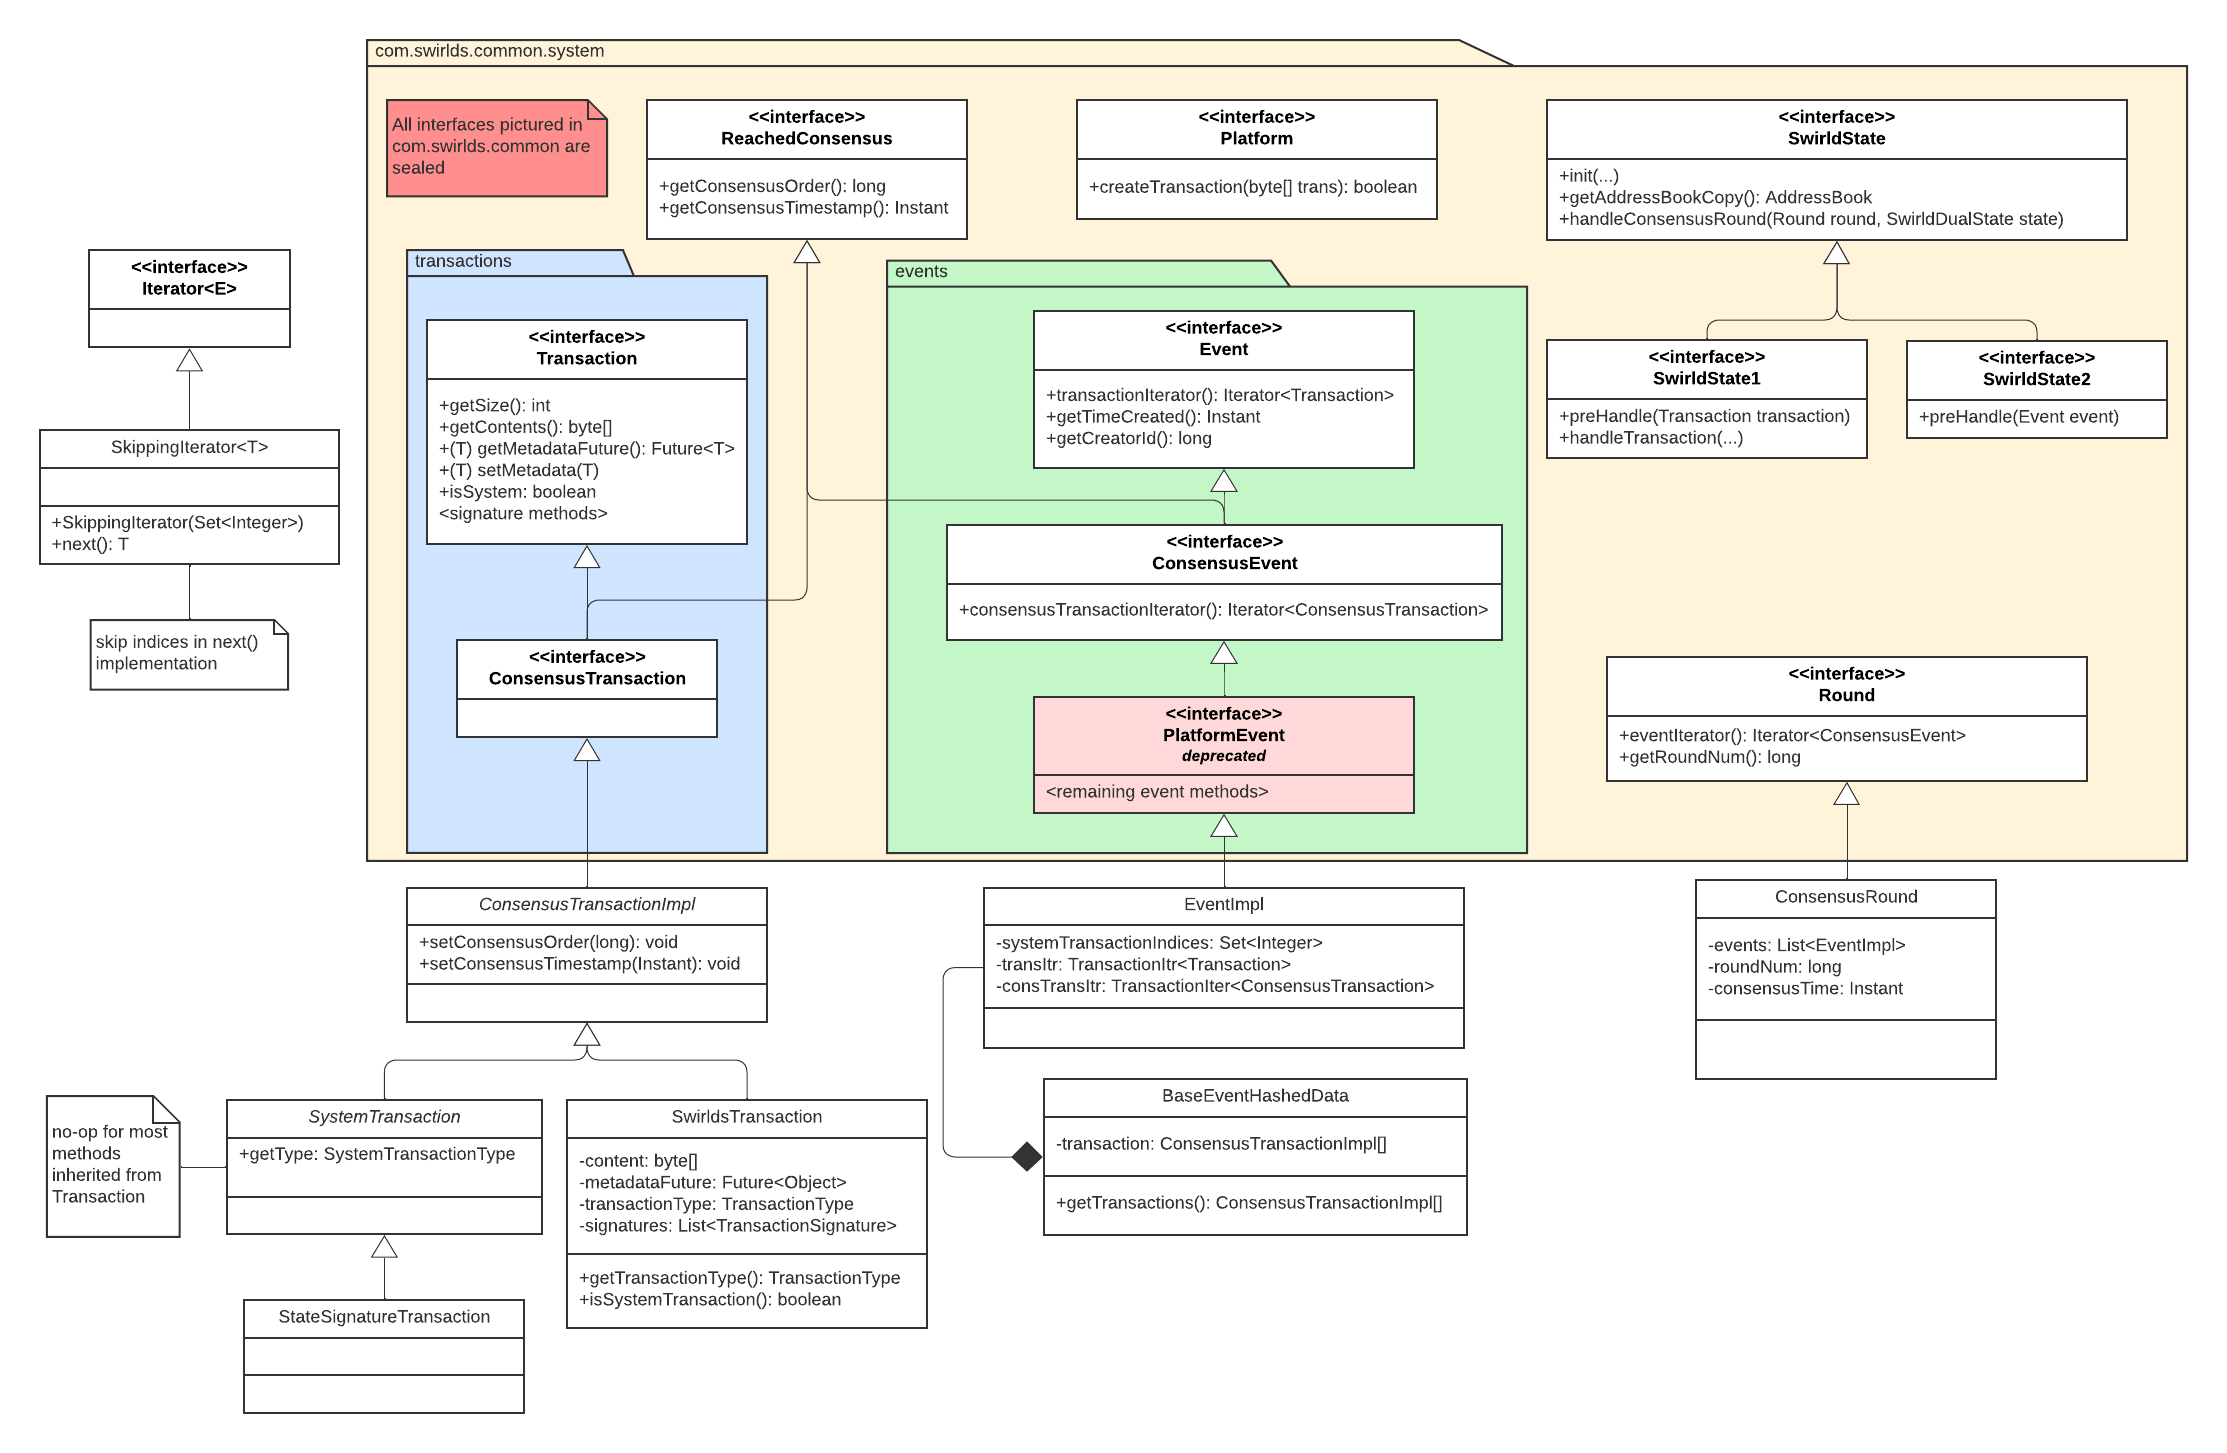 com.swirlds.common.system
All interfaces pictured in
com.swirlds.common are
sealed
<<interface>>
ReachedConsensus
+getConsensusOrder(): long
+getConsensusTimestamp(): Instant
<<interface>>
Platform
+createTransaction(byte[] trans): boolean
<<interface>>
SwirldState
+init(...)
+getAddressBookCopy(): AddressBook
+handleConsensusRound(Round round, SwirldDualState state)
<<interface>>
Iterator<E>
SkippingIterator<T>
+SkippingIterator(Set<Integer>)
+next(): T
skip indices in next()
implementation
transactions
<<interface>>
Transaction
+getSize(): int
+getContents(): byte[]
+(T) getMetadataFuture(): Future<T>
+(T) setMetadata(T)
+isSystem: boolean
<signature methods>
<<interface>>
ConsensusTransaction
events
<<interface>>
Event
+transactionIterator(): Iterator<Transaction>
+getTimeCreated(): Instant
+getCreatorId(): long
<<interface>>
ConsensusEvent
+consensusTransactionIterator(): Iterator<ConsensusTransaction>
<<interface>>
PlatformEvent
deprecated
<remaining event methods>
<<interface>>
SwirldState1
+preHandle(Transaction transaction)
+handleTransaction(...)
<<interface>>
SwirldState2
+preHandle(Event event)
<<interface>>
Round
+eventIterator(): Iterator<ConsensusEvent>
+getRoundNum(): long
ConsensusTransactionImpl
+setConsensusOrder(long): void
+setConsensusTimestamp(Instant): void
EventImpl
-systemTransactionIndices: Set<Integer>
-transItr: TransactionItr<Transaction>
-consTransItr: TransactionIter<ConsensusTransaction>
ConsensusRound
-events: List<EventImpl>
-roundNum: long
-consensusTime: Instant
no-op for most
methods
inherited from
Transaction
SystemTransaction
+getType: SystemTransactionType
SwirldsTransaction
-content: byte[]
-metadataFuture: Future<Object>
-transactionType: TransactionType
-signatures: List<TransactionSignature>
+getTransactionType(): TransactionType
+isSystemTransaction(): boolean
BaseEventHashedData
-transaction: ConsensusTransactionImpl[]
+getTransactions(): ConsensusTransactionImpl[]
StateSignatureTransaction